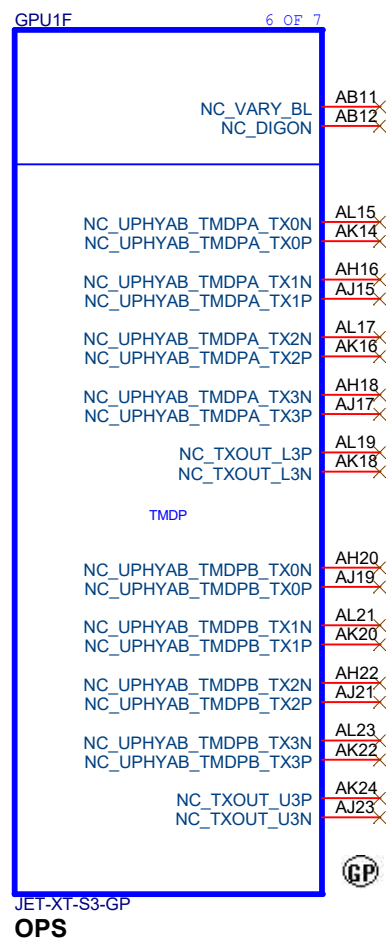 GPU1F 6 OF 7
NC_VARY_BL AB11
NC_DIGON AB12
NC_UPHYAB_TMDPA_TX0N AL15
NC_UPHYAB_TMDPA_TX0P AK14
NC_UPHYAB_TMDPA_TX1N AH16
NC_UPHYAB_TMDPA_TX1P AJ15
NC_UPHYAB_TMDPA_TX2N AL17
NC_UPHYAB_TMDPA_TX2P AK16
NC_UPHYAB_TMDPA_TX3N AH18
NC_UPHYAB_TMDPA_TX3P AJ17
NC_TXOUT_L3P AL19
NC_TXOUT_L3N AK18
TMDP
NC_UPHYAB_TMDPB_TX0N AH20
NC_UPHYAB_TMDPB_TX0P AJ19
NC_UPHYAB_TMDPB_TX1N AL21
NC_UPHYAB_TMDPB_TX1P AK20
NC_UPHYAB_TMDPB_TX2N AH22
NC_UPHYAB_TMDPB_TX2P AJ21
NC_UPHYAB_TMDPB_TX3N AL23
NC_UPHYAB_TMDPB_TX3P AK22
NC_TXOUT_U3P AK24
NC_TXOUT_U3N AJ23
GP
JET-XT-S3-GP
OPS